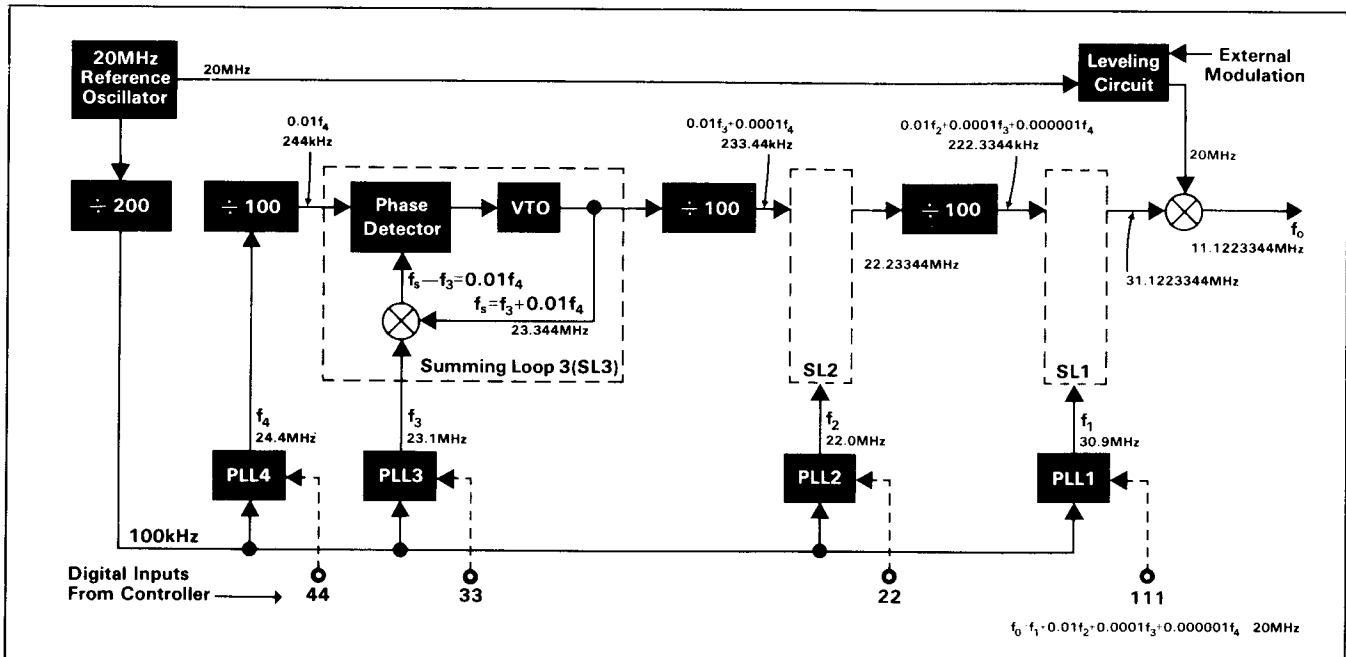 20MHz
Reference
Oscillator
20MHz
Leveling
Circuit
External
Modulation
0.01f4
244kHz
0.01f3+0.0001f4
233.44kHz
0.01f2+0.0001f3+0.000001f4
222.3344kHz
20MHz
÷ 200
÷ 100
Phase
Detector
VTO
÷ 100
÷ 100
fo
11.1223344MHz
22.23344MHz
31.1223344MHz
fs—f3=0.01f4
fs=f3+0.01f4
23.344MHz
Summing Loop 3(SL3)
SL2
SL1
f4
24.4MHz
f3
23.1MHz
f2
22.0MHz
f1
30.9MHz
PLL4
PLL3
PLL2
PLL1
100kHz
Digital Inputs
From Controller
44
33
22
111
fo f1+0.01f2+0.0001f3+0.000001f4 20MHz